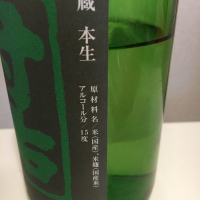 蔵 本生
原材料名 米(国産)、米麹(国産米)
アルコール分 15度